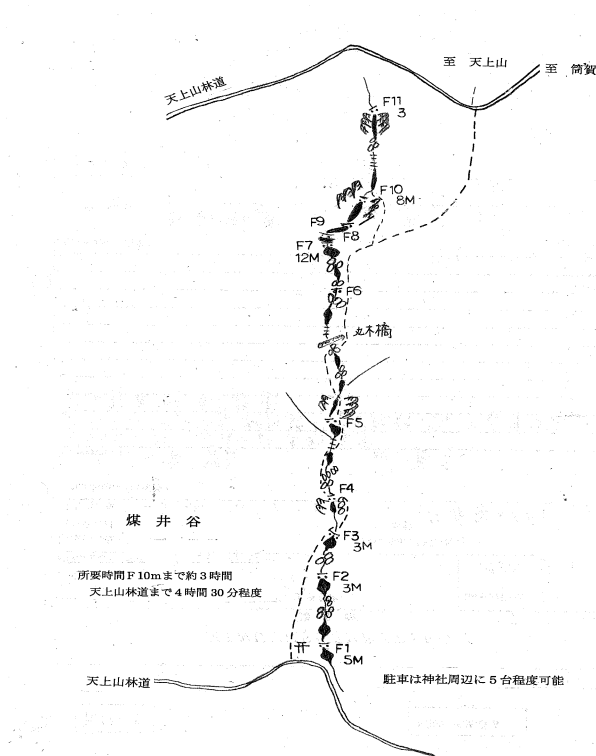 天上山林道
至 天上山
至 筒賀
F11
3
F10
8M
F9
F8
F7
12M
F6
丸木橋
F5
F4
F3
3M
煤井谷
所要時間F10mまで約3時間
天上山林道まで4時間30分程度
F2
3M
F1
5M
天上山林道
駐車は神社周辺に5台程度可能